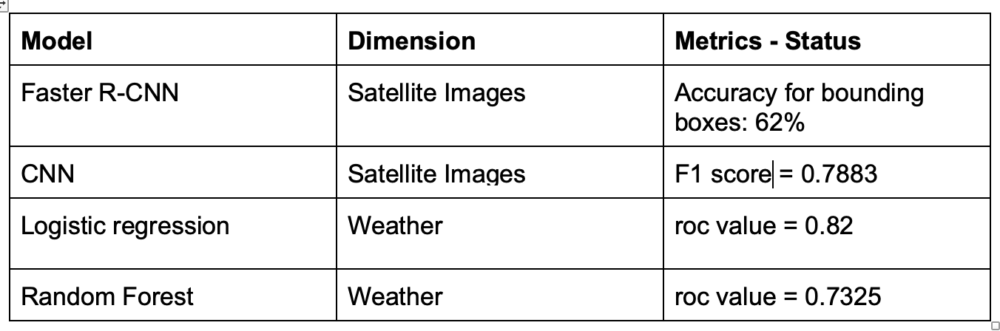 Model Dimension Metrics - Status
Faster R-CNN Satellite Images Accuracy for bounding
boxes: 62%
CNN Satellite Images F1 score = 0.7883
Logistic regression Weather roc value = 0.82
Random Forest Weather roc value = 0.7325